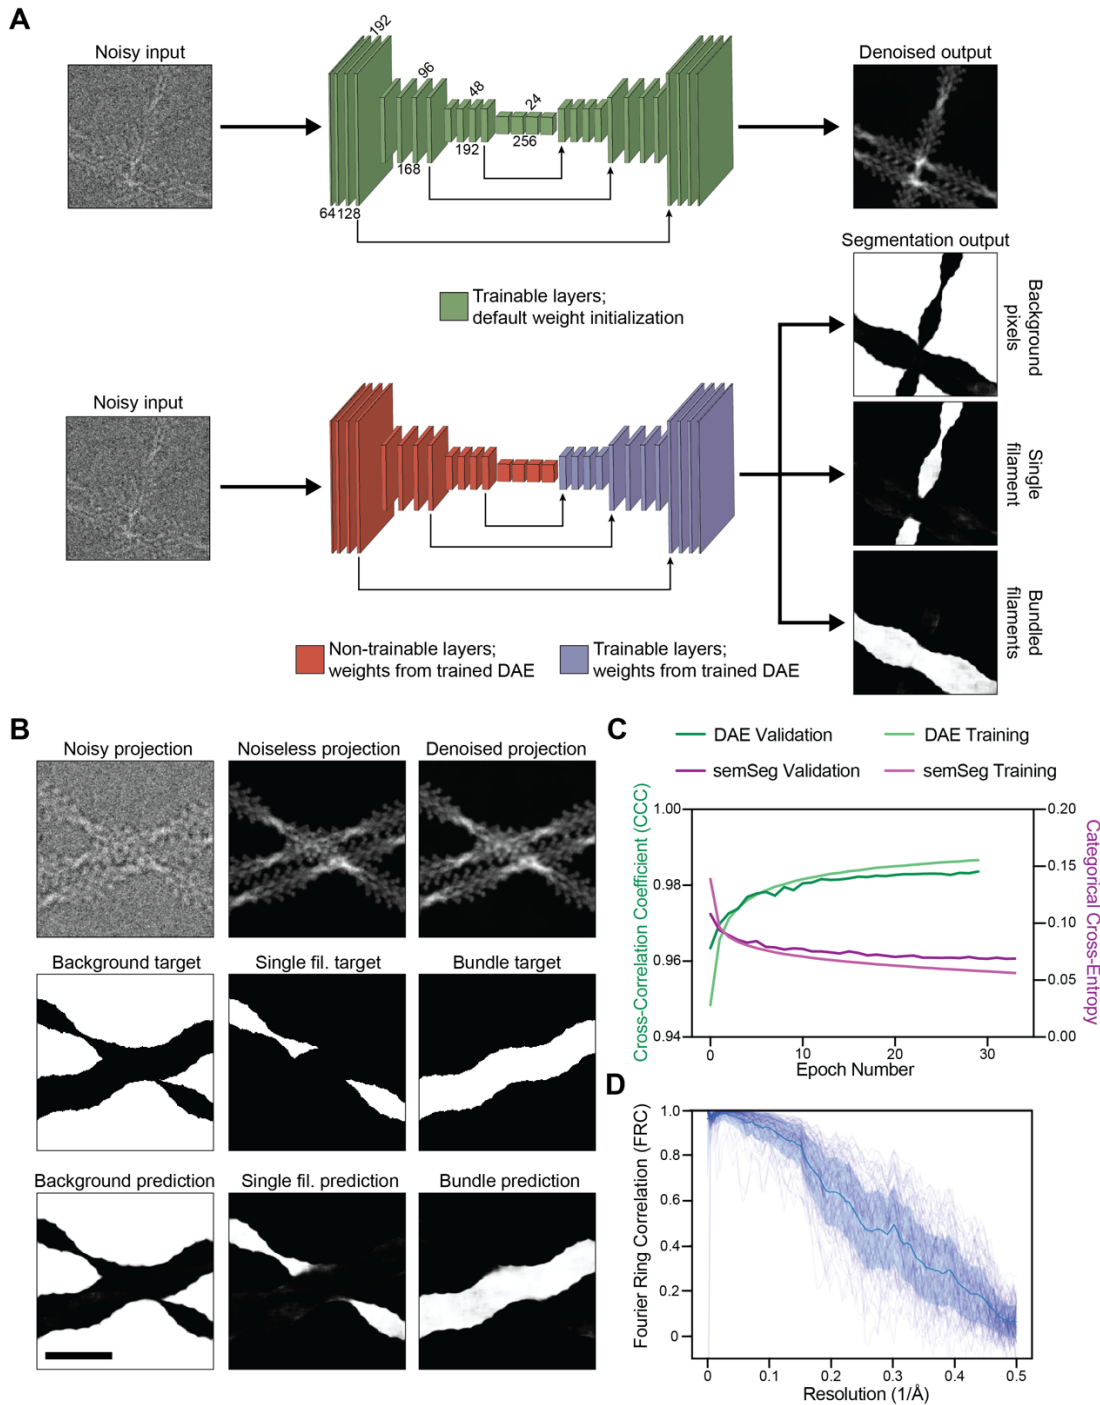 A
Noisy input
192
96
48
24
64
128
168
192
256
Denoised output
Trainable layers;
default weight initialization
Segmentation output
Background
pixels
Single
filament
Bundled
filaments
Noisy input
Non-trainable layers;
weights from trained DAE
Trainable layers;
weights from trained DAE
B
Noisy projection
Noiseless projection
Denoised projection
Background target
Single fil. target
Bundle target
Background prediction
Single fil. prediction
Bundle prediction
C
DAE Validation
DAE Training
semSeg Validation
semSeg Training
Cross-Correlation Coefficient (CCC)
1.00
0.98
0.96
0.94
0.20
0.15
0.10
0.05
0.00
Categorical Cross-Entropy
0
10
20
30
Epoch Number
D
Fourier Ring Correlation (FRC)
1.0
0.8
0.6
0.4
0.2
0
0
0.1
0.2
0.3
0.4
0.5
Resolution (1/Å)